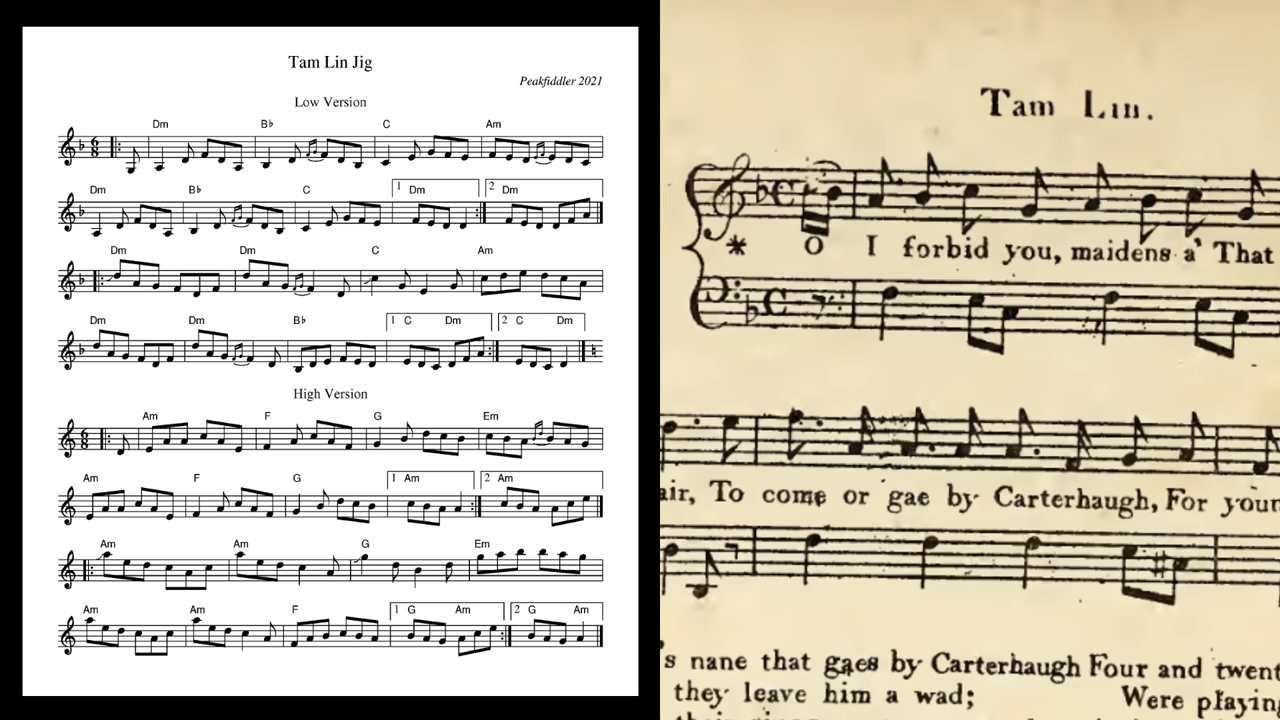 Tam Lin Jig
Peakfiddler 2021
Low Version
Dm B♭ C Am
Dm B♭ C 1 Dm 2 Dm
Dm Dm C Am
Dm Dm B♭ 1 C Dm 2 C Dm
High Version
Am F G Em
Am F G 1 Am 2 Am
Am Am G Em
Am Am F 1 G Am 2 G Am
Tam Lin.
* O I forbid you, maidens a' That
air, To come or gae by Carterhaugh, For your
's nane that gaes by Carterhaugh Four and twent
they leave him a wad; Were playing